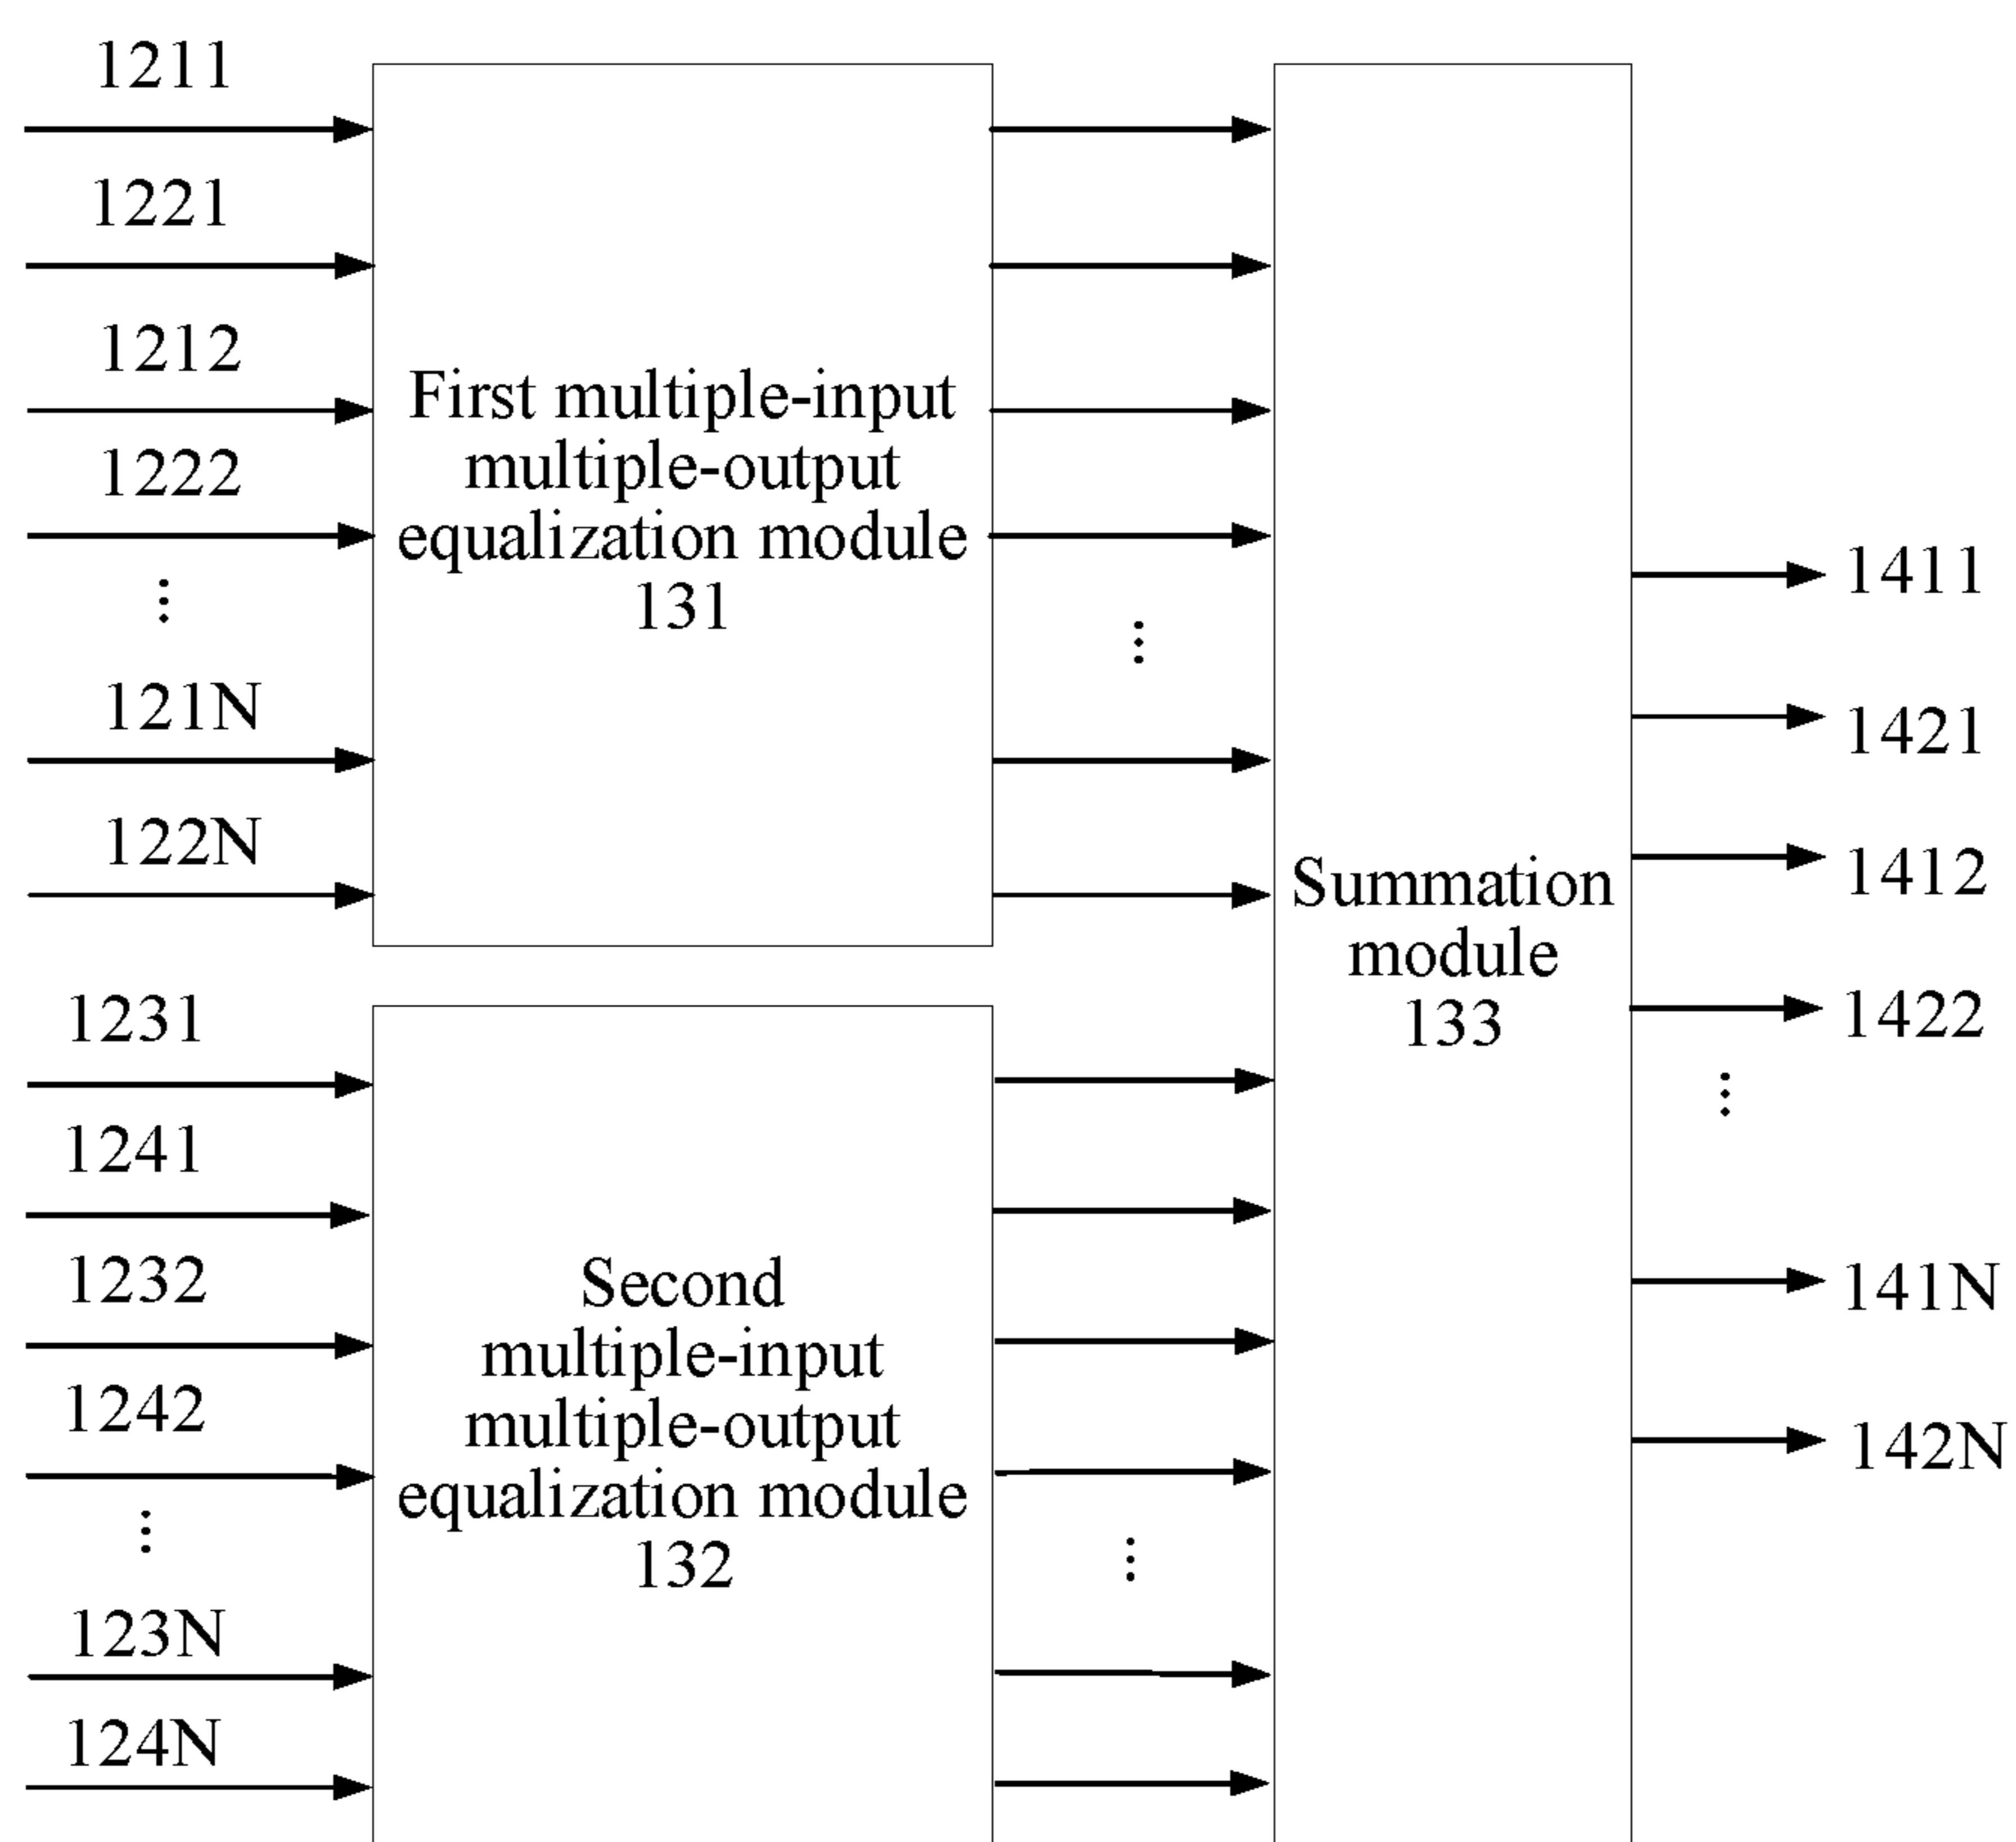 1211
1221
1212
1222
⋮
121N
122N
First multiple-input
multiple-output
equalization module
131
⋮
1231
1241
1232
1242
⋮
123N
124N
Second
multiple-input
multiple-output
equalization module
132
⋮
Summation
module
133
1411
1421
1412
1422
⋮
141N
142N